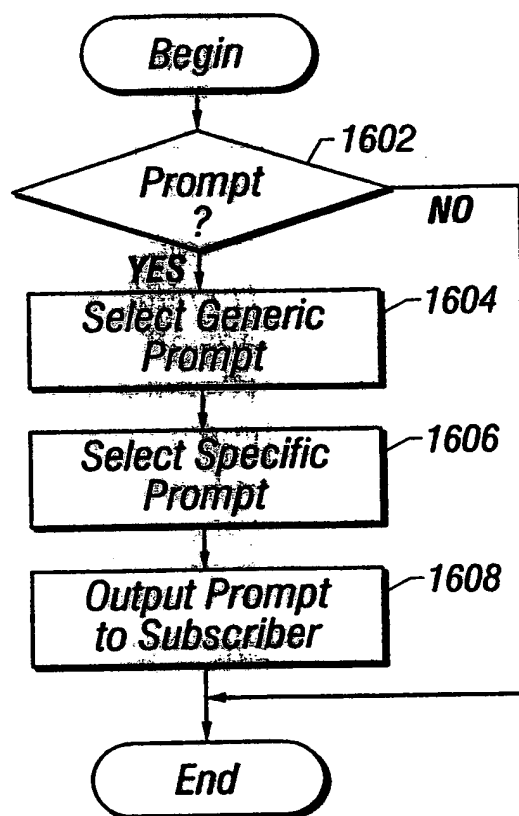 Begin
1602
Prompt
?
NO
YES
1604
Select Generic
Prompt
1606
Select Specific
Prompt
1608
Output Prompt
to Subscriber
End